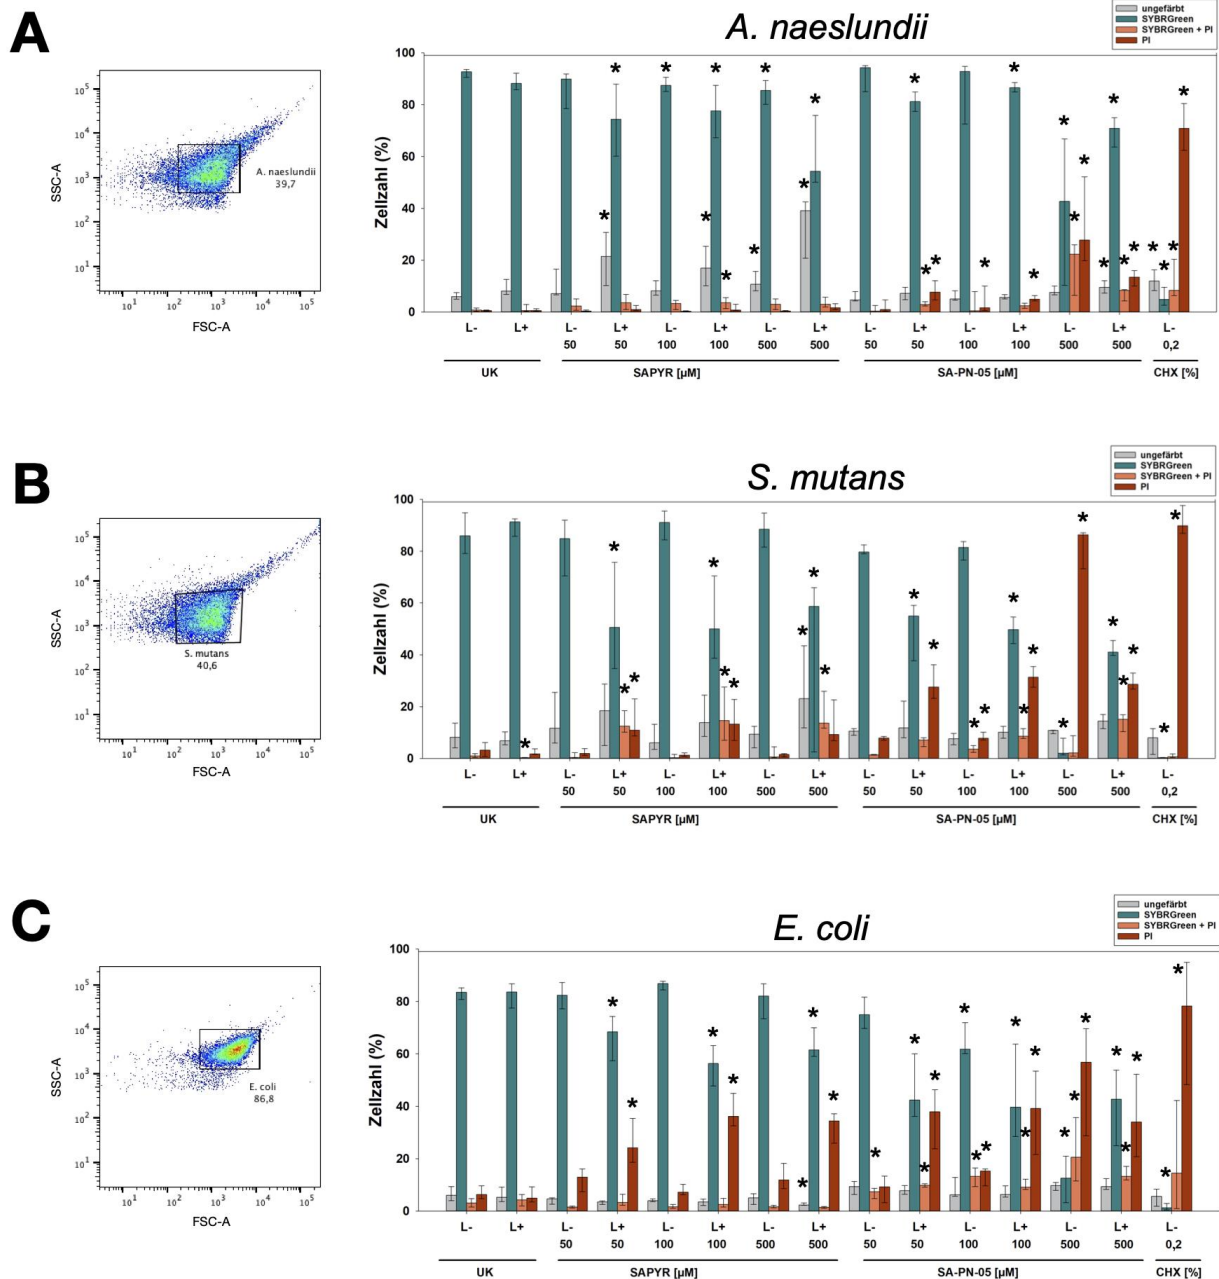 A
A. naeslundii
ungefärbt
SYBRGreen
SYBRGreen + PI
PI
SSC-A
10^5
10^4
10^3
10^2
10^1
A. naeslundii
39,7
10^1 10^2 10^3 10^4 10^5
FSC-A
Zellzahl (%)
100
80
60
40
20
0
* * * * * * * * * * * * * * * * * * * * * * * * * *
L- L+ L- L+ L- L+ L- L+ L- L+ L- L+ L- L+ L-
50 50 100 100 500 500 50 50 100 100 500 500 0,2
UK SAPYR [µM] SA-PN-05 [µM] CHX [%]
B
S. mutans
ungefärbt
SYBRGreen
SYBRGreen + PI
PI
SSC-A
10^5
10^4
10^3
10^2
10^1
S. mutans
40,6
10^1 10^2 10^3 10^4 10^5
FSC-A
Zellzahl (%)
100
80
60
40
20
0
* * * * * * * * * * * * * * * * * * * * * * * *
L- L+ L- L+ L- L+ L- L+ L- L+ L- L+ L- L+ L-
50 50 100 100 500 500 50 50 100 100 500 500 0,2
UK SAPYR [µM] SA-PN-05 [µM] CHX [%]
C
E. coli
ungefärbt
SYBRGreen
SYBRGreen + PI
PI
SSC-A
10^5
10^4
10^3
10^2
10^1
E. coli
86,8
10^1 10^2 10^3 10^4 10^5
FSC-A
Zellzahl (%)
100
80
60
40
20
0
* * * * * * * * * * * * * * * * * * * * * * * *
L- L+ L- L+ L- L+ L- L+ L- L+ L- L+ L- L+ L-
50 50 100 100 500 500 50 50 100 100 500 500 0,2
UK SAPYR [µM] SA-PN-05 [µM] CHX [%]